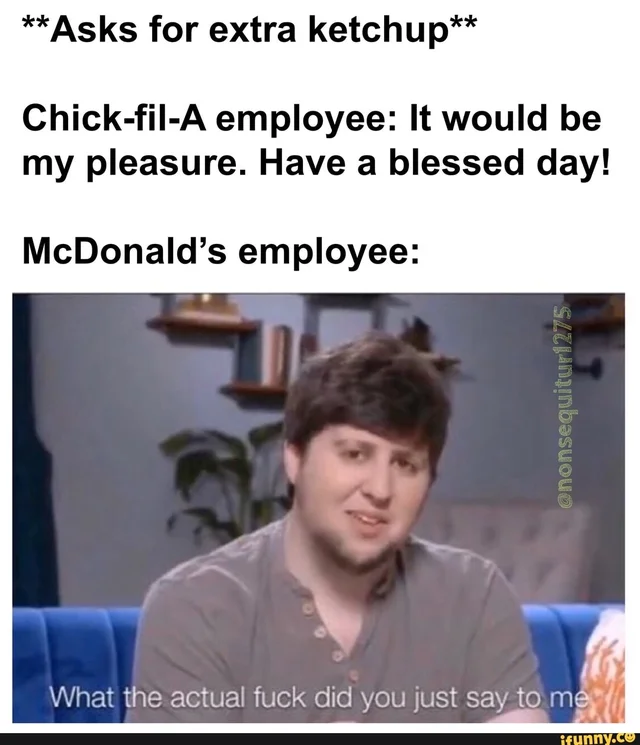 **Asks for extra ketchup**
Chick-fil-A employee: It would be
my pleasure. Have a blessed day!
McDonald’s employee:
@nonsequitur1275
What the actual fuck did you just say to me
ifunny.co